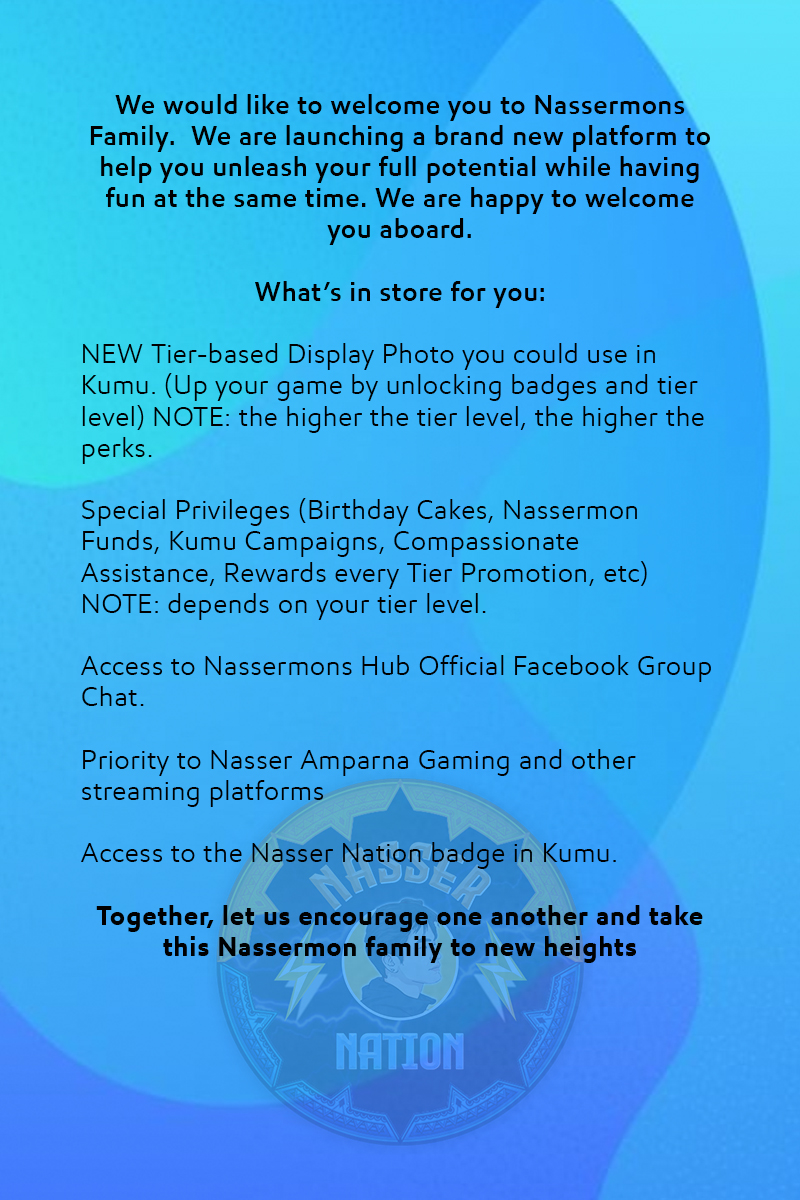 We would like to welcome you to Nassermons
Family.  We are launching a brand new platform to
help you unleash your full potential while having
fun at the same time. We are happy to welcome
you aboard.
What's in store for you:
NEW Tier-based Display Photo you could use in
Kumu. (Up your game by unlocking badges and tier
level) NOTE: the higher the tier level, the higher the
perks.
Special Privileges (Birthday Cakes, Nassermon
Funds, Kumu Campaigns, Compassionate
Assistance, Rewards every Tier Promotion, etc)
NOTE: depends on your tier level.
Access to Nassermons Hub Official Facebook Group
Chat.
Priority to Nasser Amparna Gaming and other
streaming platforms
Access to the Nasser Nation badge in Kumu.
NASSER
Together, let us encourage one another and take
this Nassermon family to new heights
NATION